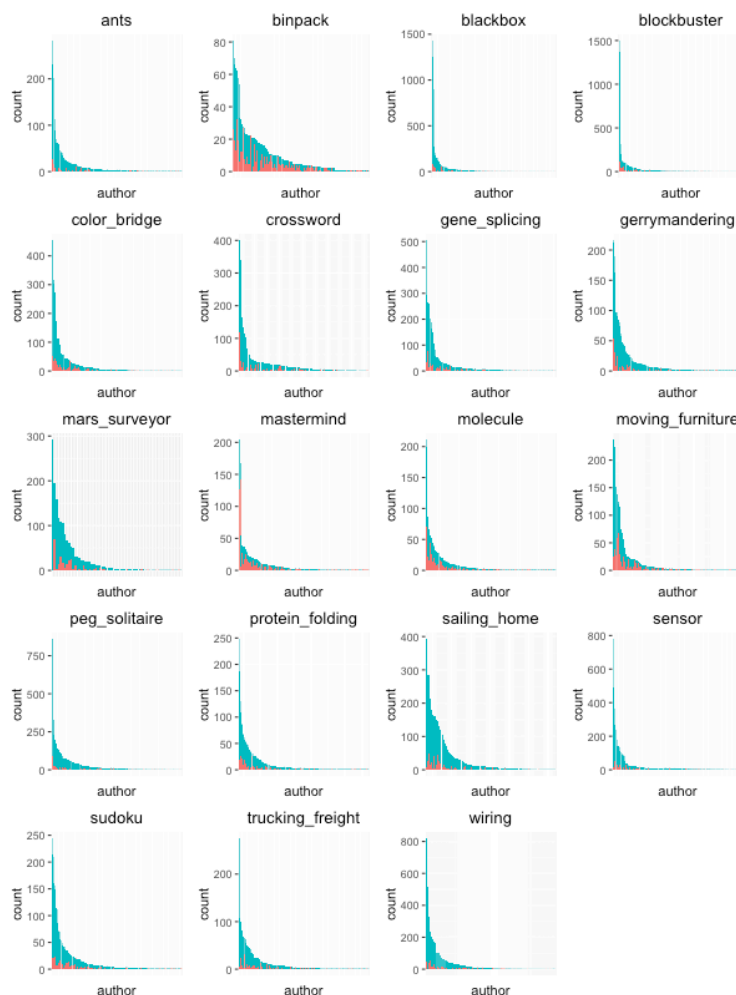 ants binpack blackbox blockbuster
count 200 100 0 author
count 80 60 40 20 0 author
count 1500 1000 500 0 author
count 1500 1000 500 0 author
color_bridge crossword gene_splicing gerrymandering
count 400 300 200 100 0 author
count 400 300 200 100 0 author
count 500 400 300 200 100 0 author
count 200 150 100 50 0 author
mars_surveyor mastermind molecule moving_furniture
count 300 200 100 0 author
count 200 150 100 50 0 author
count 200 150 100 50 0 author
count 200 150 100 50 0 author
peg_solitaire protein_folding sailing_home sensor
count 750 500 250 0 author
count 250 200 150 100 50 0 author
count 400 300 200 100 0 author
count 800 600 400 200 0 author
sudoku trucking_freight wiring
count 250 200 150 100 50 0 author
count 200 100 0 author
count 800 600 400 200 0 author